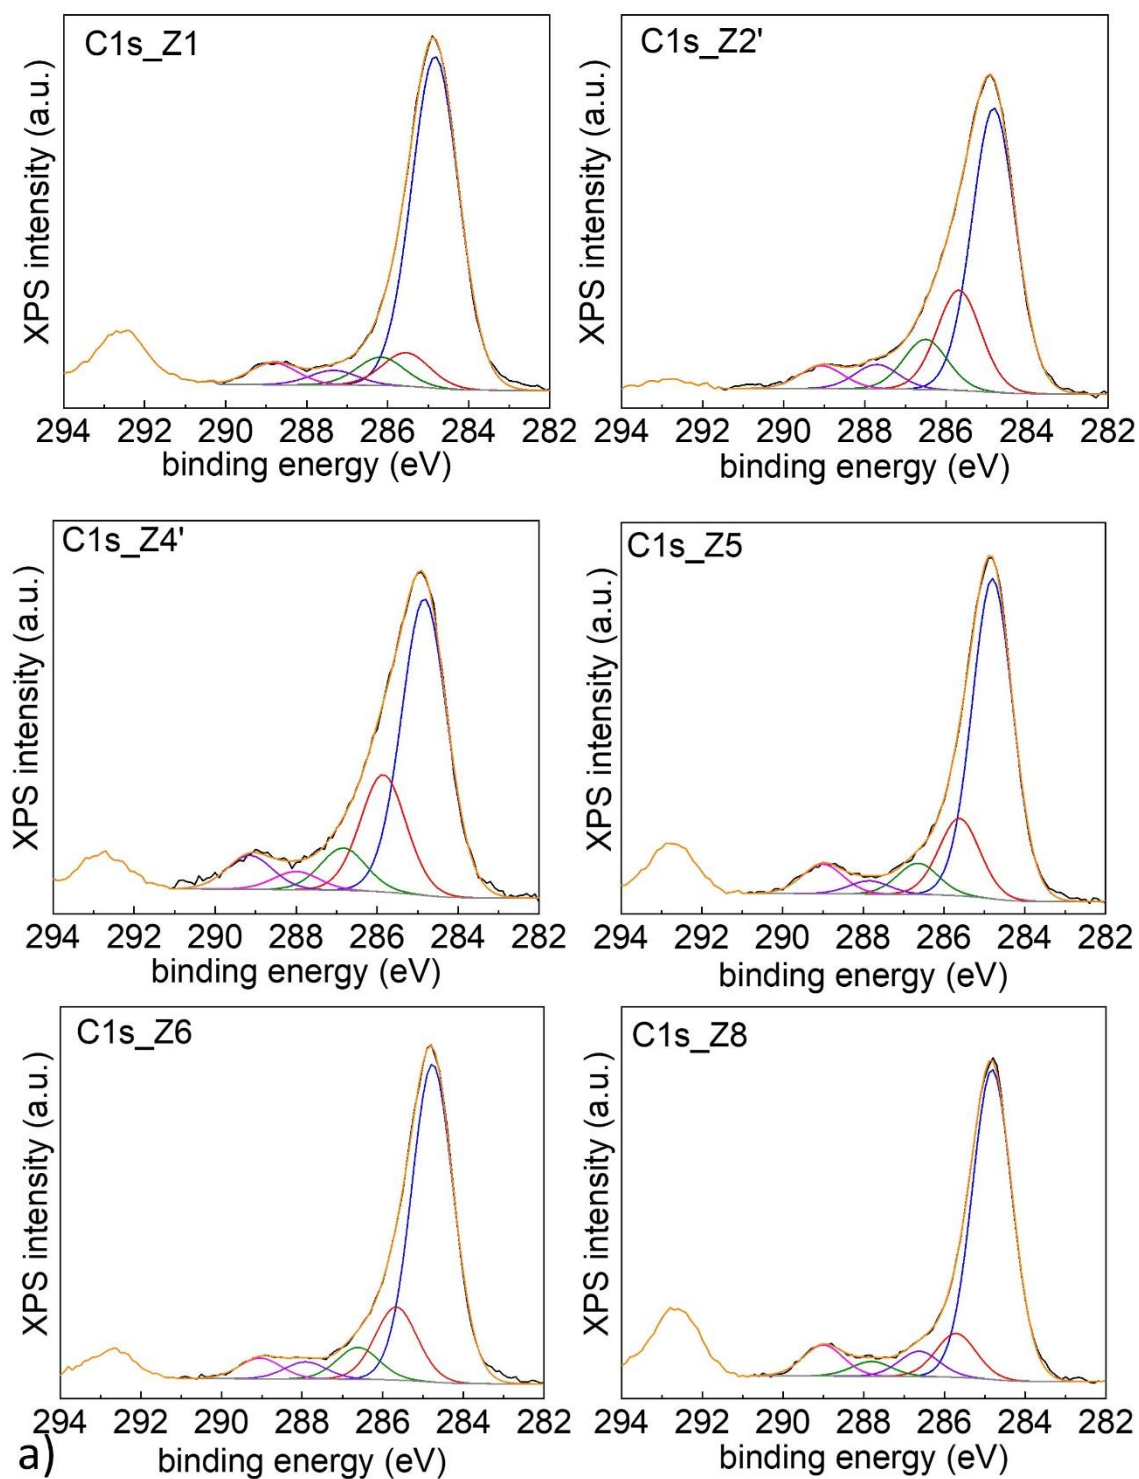 C1s_Z1
XPS intensity (a.u.)
294 292 290 288 286 284 282
binding energy (eV)
C1s_Z2'
XPS intensity (a.u.)
294 292 290 288 286 284 282
binding energy (eV)
C1s_Z4'
XPS intensity (a.u.)
294 292 290 288 286 284 282
binding energy (eV)
C1s_Z5
XPS intensity (a.u.)
294 292 290 288 286 284 282
binding energy (eV)
C1s_Z6
XPS intensity (a.u.)
294 292 290 288 286 284 282
binding energy (eV)
C1s_Z8
XPS intensity (a.u.)
294 292 290 288 286 284 282
binding energy (eV)
a)